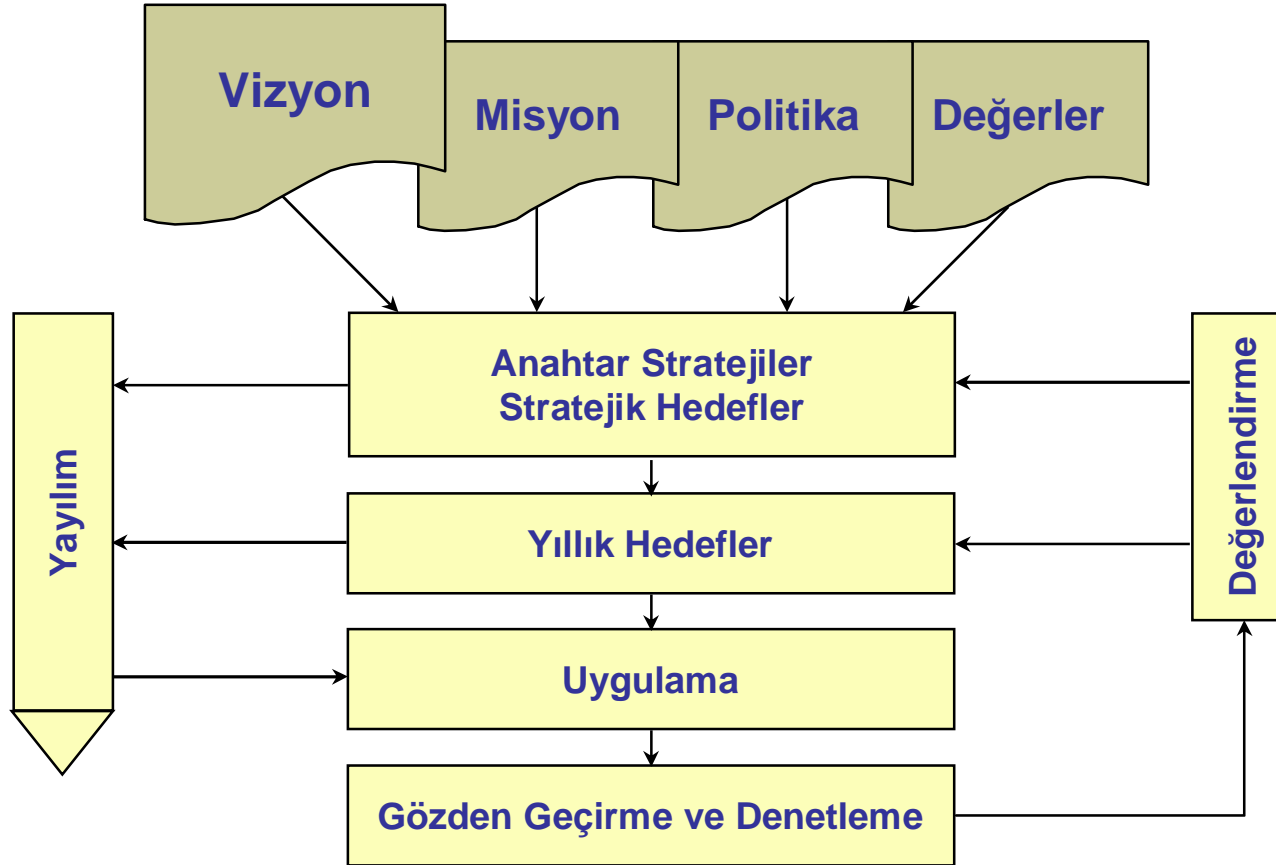 Vizyon
Misyon
Politika
Değerler
Anahtar Stratejiler
Stratejik Hedefler
Yayılım
Değerlendirme
Yıllık Hedefler
Uygulama
Gözden Geçirme ve Denetleme